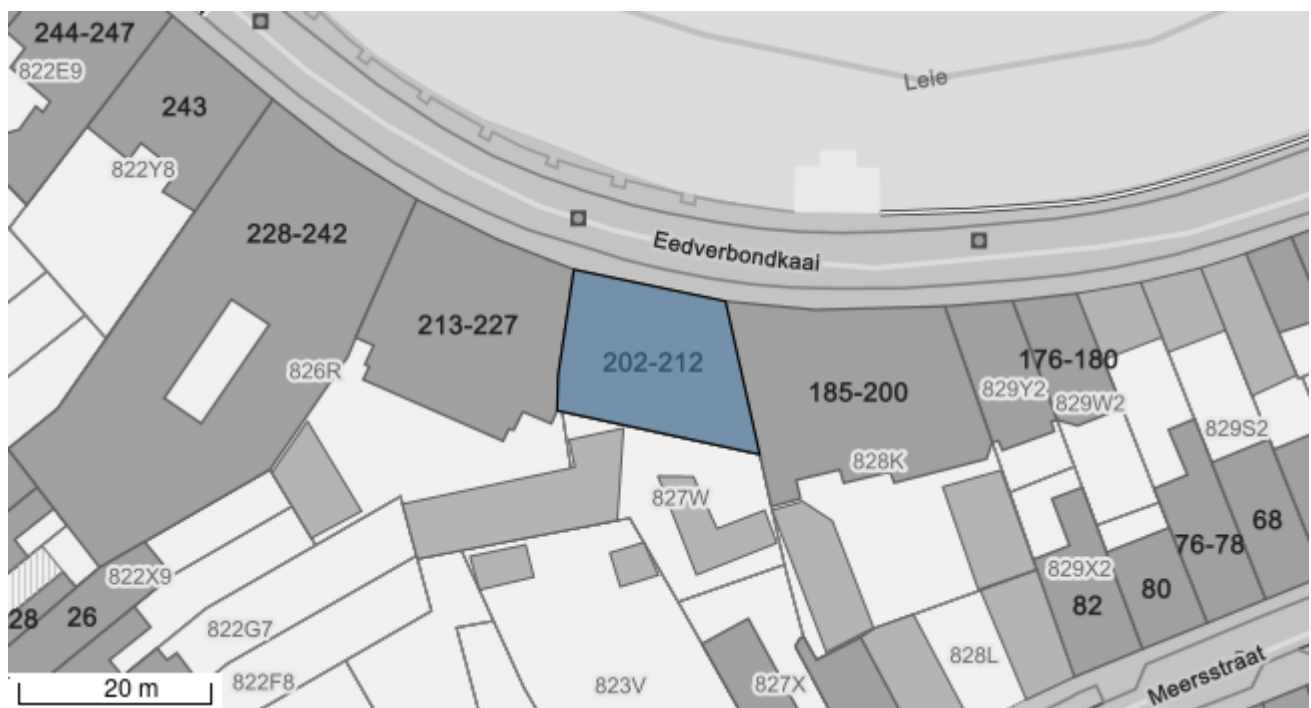 244-247
822E9
Leie
243
822Y8
228-242
Eedverbondkaai
213-227
202-212
176-180
826R
185-200
829Y2
829W2
829S2
828K
827W
68
76-78
822X9
829X2
28
26
82
80
822G7
828L
822F8
823V
827X
Meersstraat
20 m